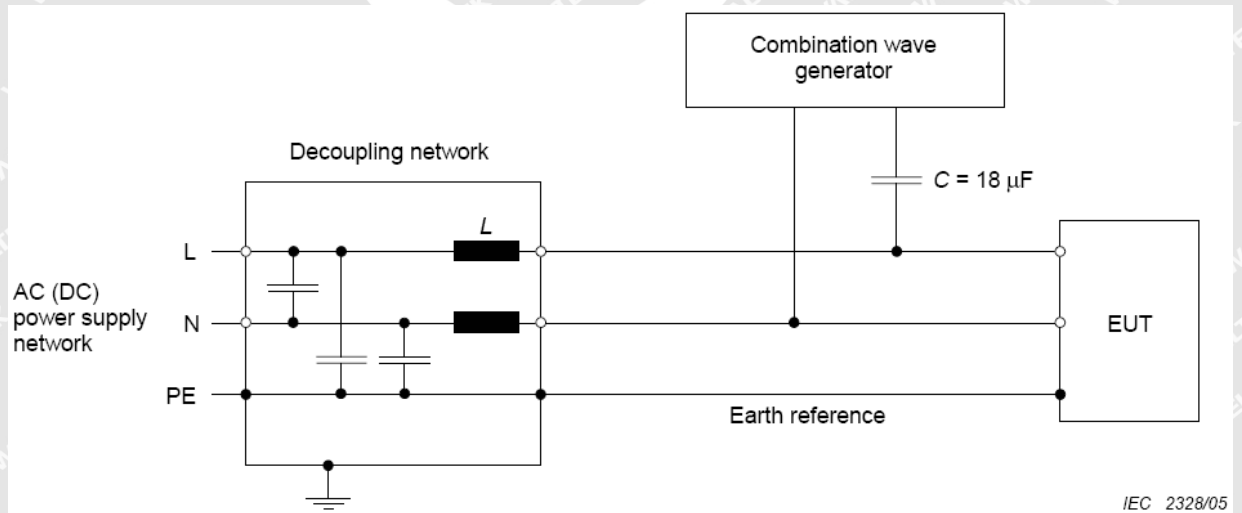 Combination wave
generator
Decoupling network
C = 18 μF
L
L
AC (DC)
power supply
network
N
EUT
PE
Earth reference
IEC 2328/05